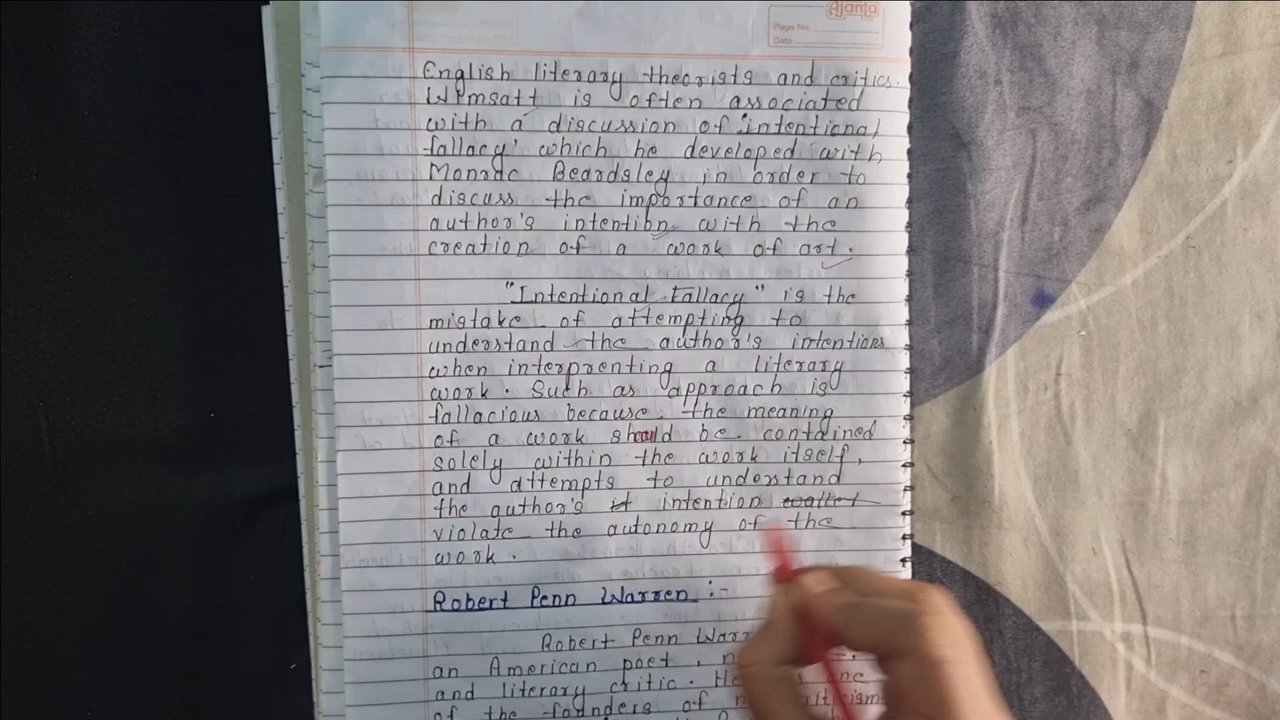 Ajanta
Page No.
Date
English literary theorists and critics.
Wimsatt is often associated
with a discussion of 'intentional
fallacy' which he developed with
Monroe Beardsley in order to
discuss the importance of an
author's intention with the
creation of a work of art.
"Intentional Fallacy" is the
mistake of attempting to
understand the author's intentions
when interprenting a literary
work. Such as approach is
fallacious because the meaning
of a work should be contained
solely within the work itself,
and attempts to understand
the author's it intention
violate the autonomy of the
work.
Robert Penn Warren :-
Robert Penn
an American poet,
and literary critic.
of the founders of